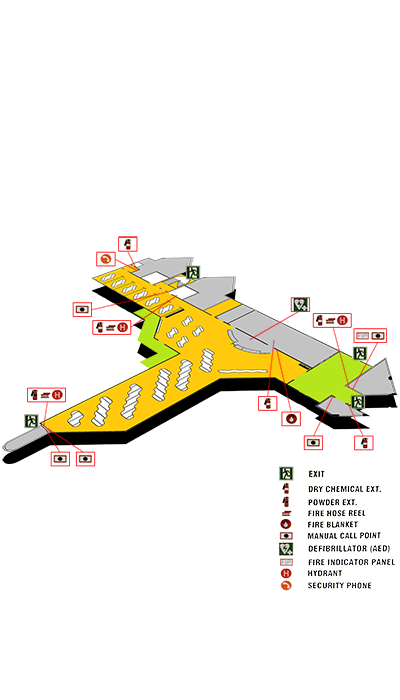 H
H
H
EXIT
DRY CHEMICAL EXT.
POWDER EXT.
FIRE HOSE REEL
FIRE BLANKET
MANUAL CALL POINT
DEFIBRILLATOR (AED)
FIRE INDICATOR PANEL
H HYDRANT
SECURITY PHONE